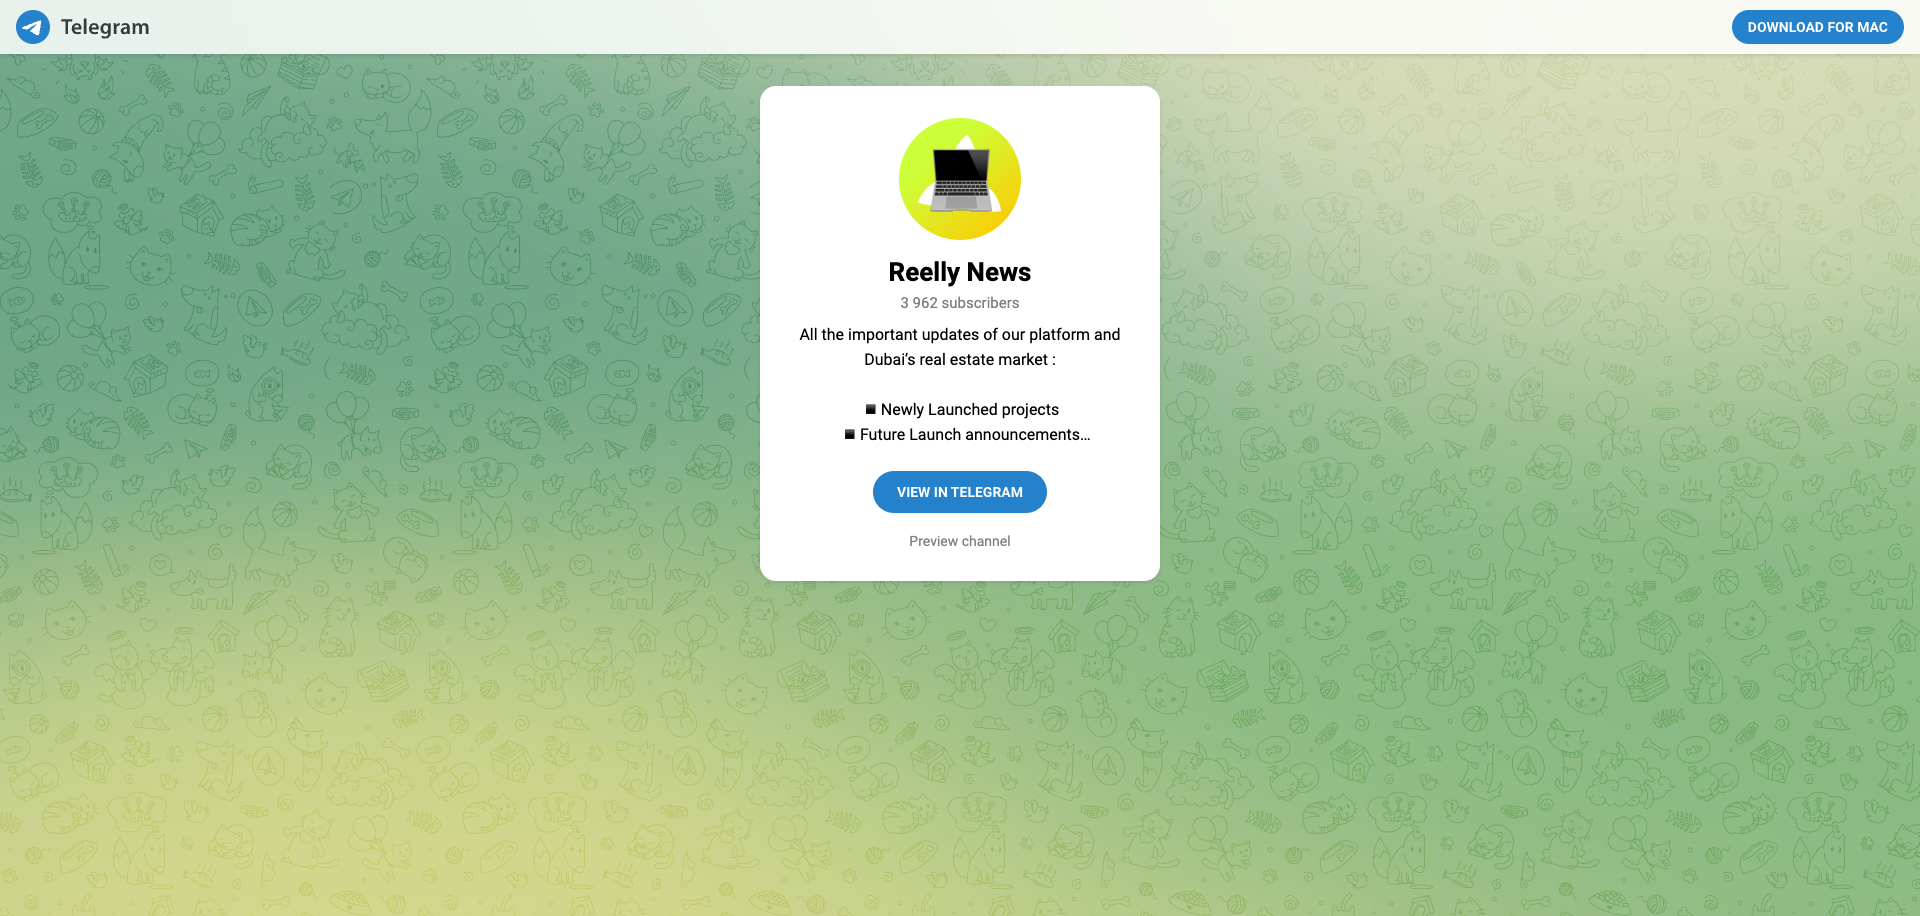 Telegram
DOWNLOAD FOR MAC
Reelly News
3 962 subscribers
All the important updates of our platform and
Dubai’s real estate market :
◾ Newly Launched projects
◾ Future Launch announcements…
VIEW IN TELEGRAM
Preview channel